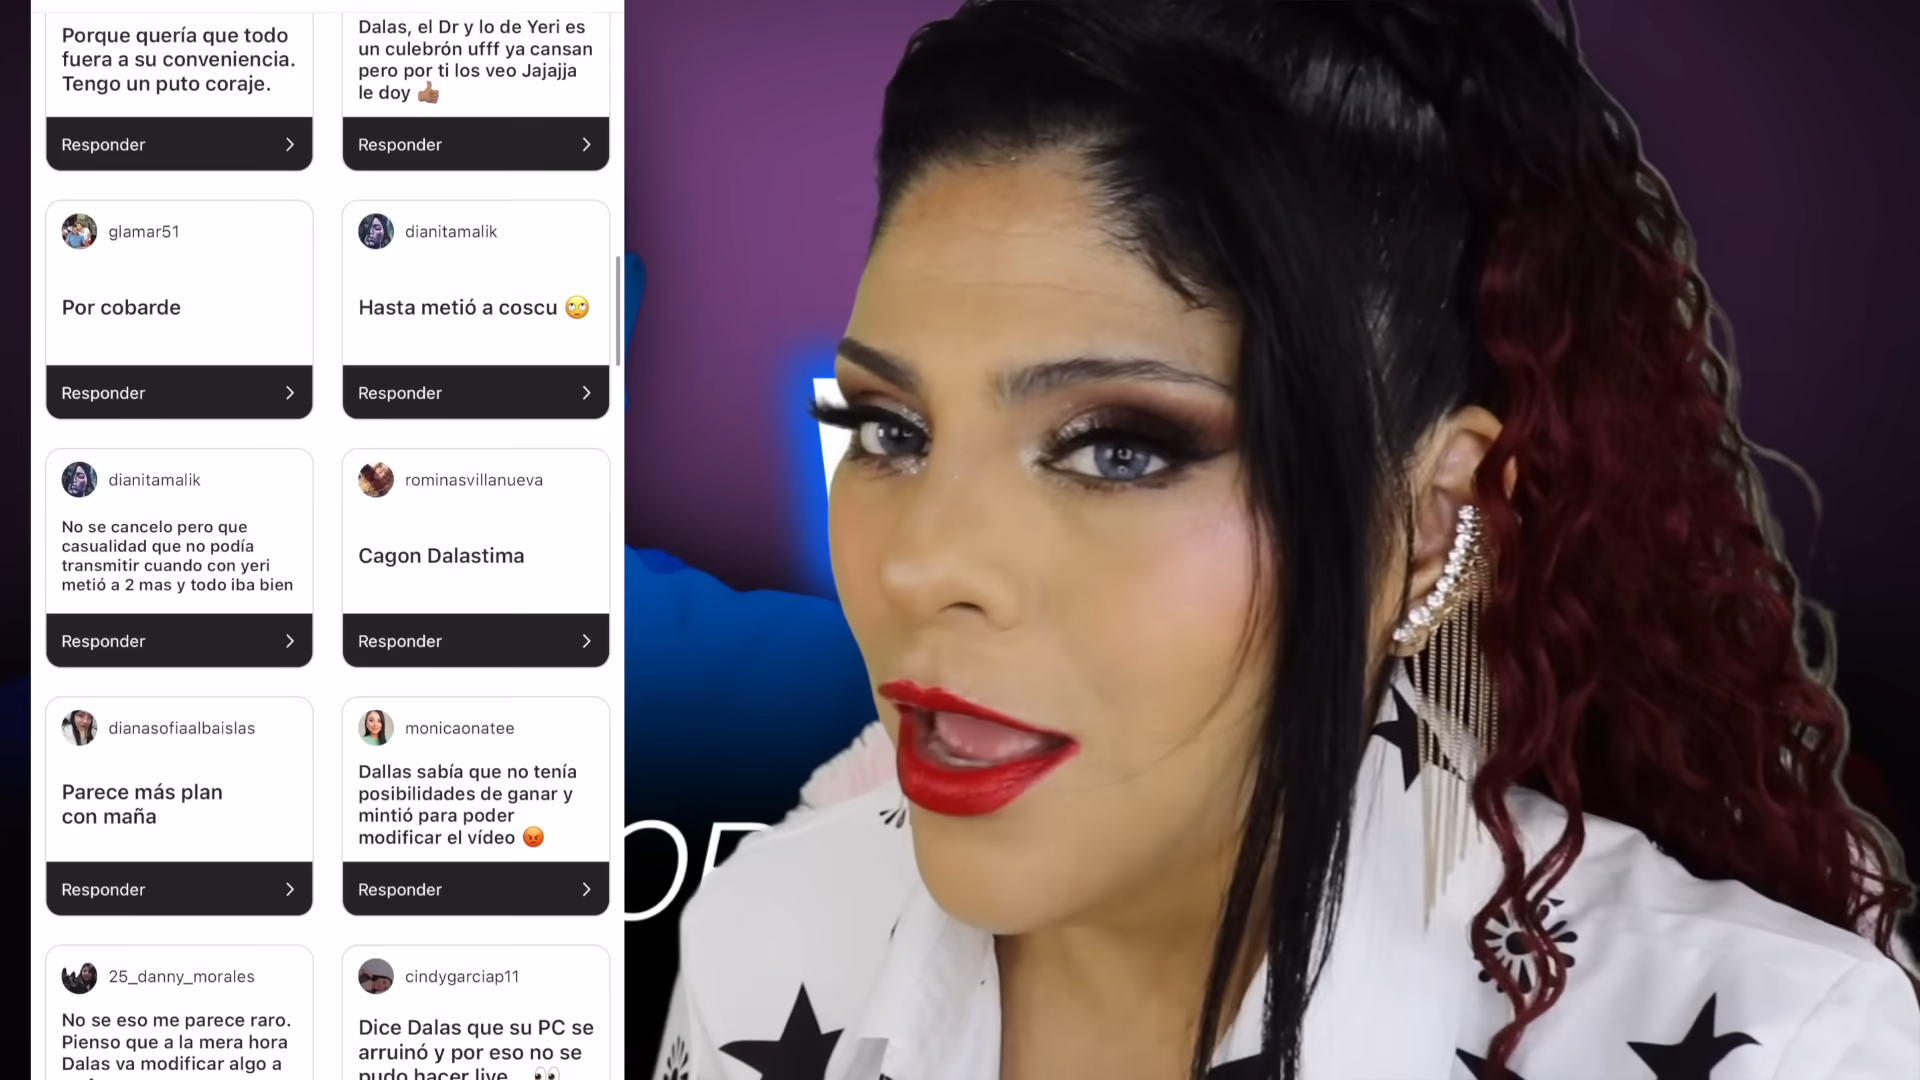 Porque quería que todo
fuera a su conveniencia.
Tengo un puto coraje.
Responder
Dalas, el Dr y lo de Yeri es
un culebrón ufff ya cansan
pero por ti los veo Jajajja
le doy 👍🏽
Responder
glamar51
Por cobarde
Responder
dianitamalik
Hasta metió a coscu 🙄
Responder
dianitamalik
No se cancelo pero que
casualidad que no podía
transmitir cuando con yeri
metió a 2 mas y todo iba bien
Responder
rominasvillanueva
Cagon Dalastima
Responder
dianasofiaalbaislas
Parece más plan
con maña
Responder
monicaonatee
Dallas sabía que no tenía
posibilidades de ganar y
mintió para poder
modificar el vídeo 😡
Responder
25_danny_morales
No se eso me parece raro.
Pienso que a la mera hora
Dalas va modificar algo a
cindygarciap11
Dice Dalas que su PC se
arruinó y por eso no se
pudo hacer live... 👀